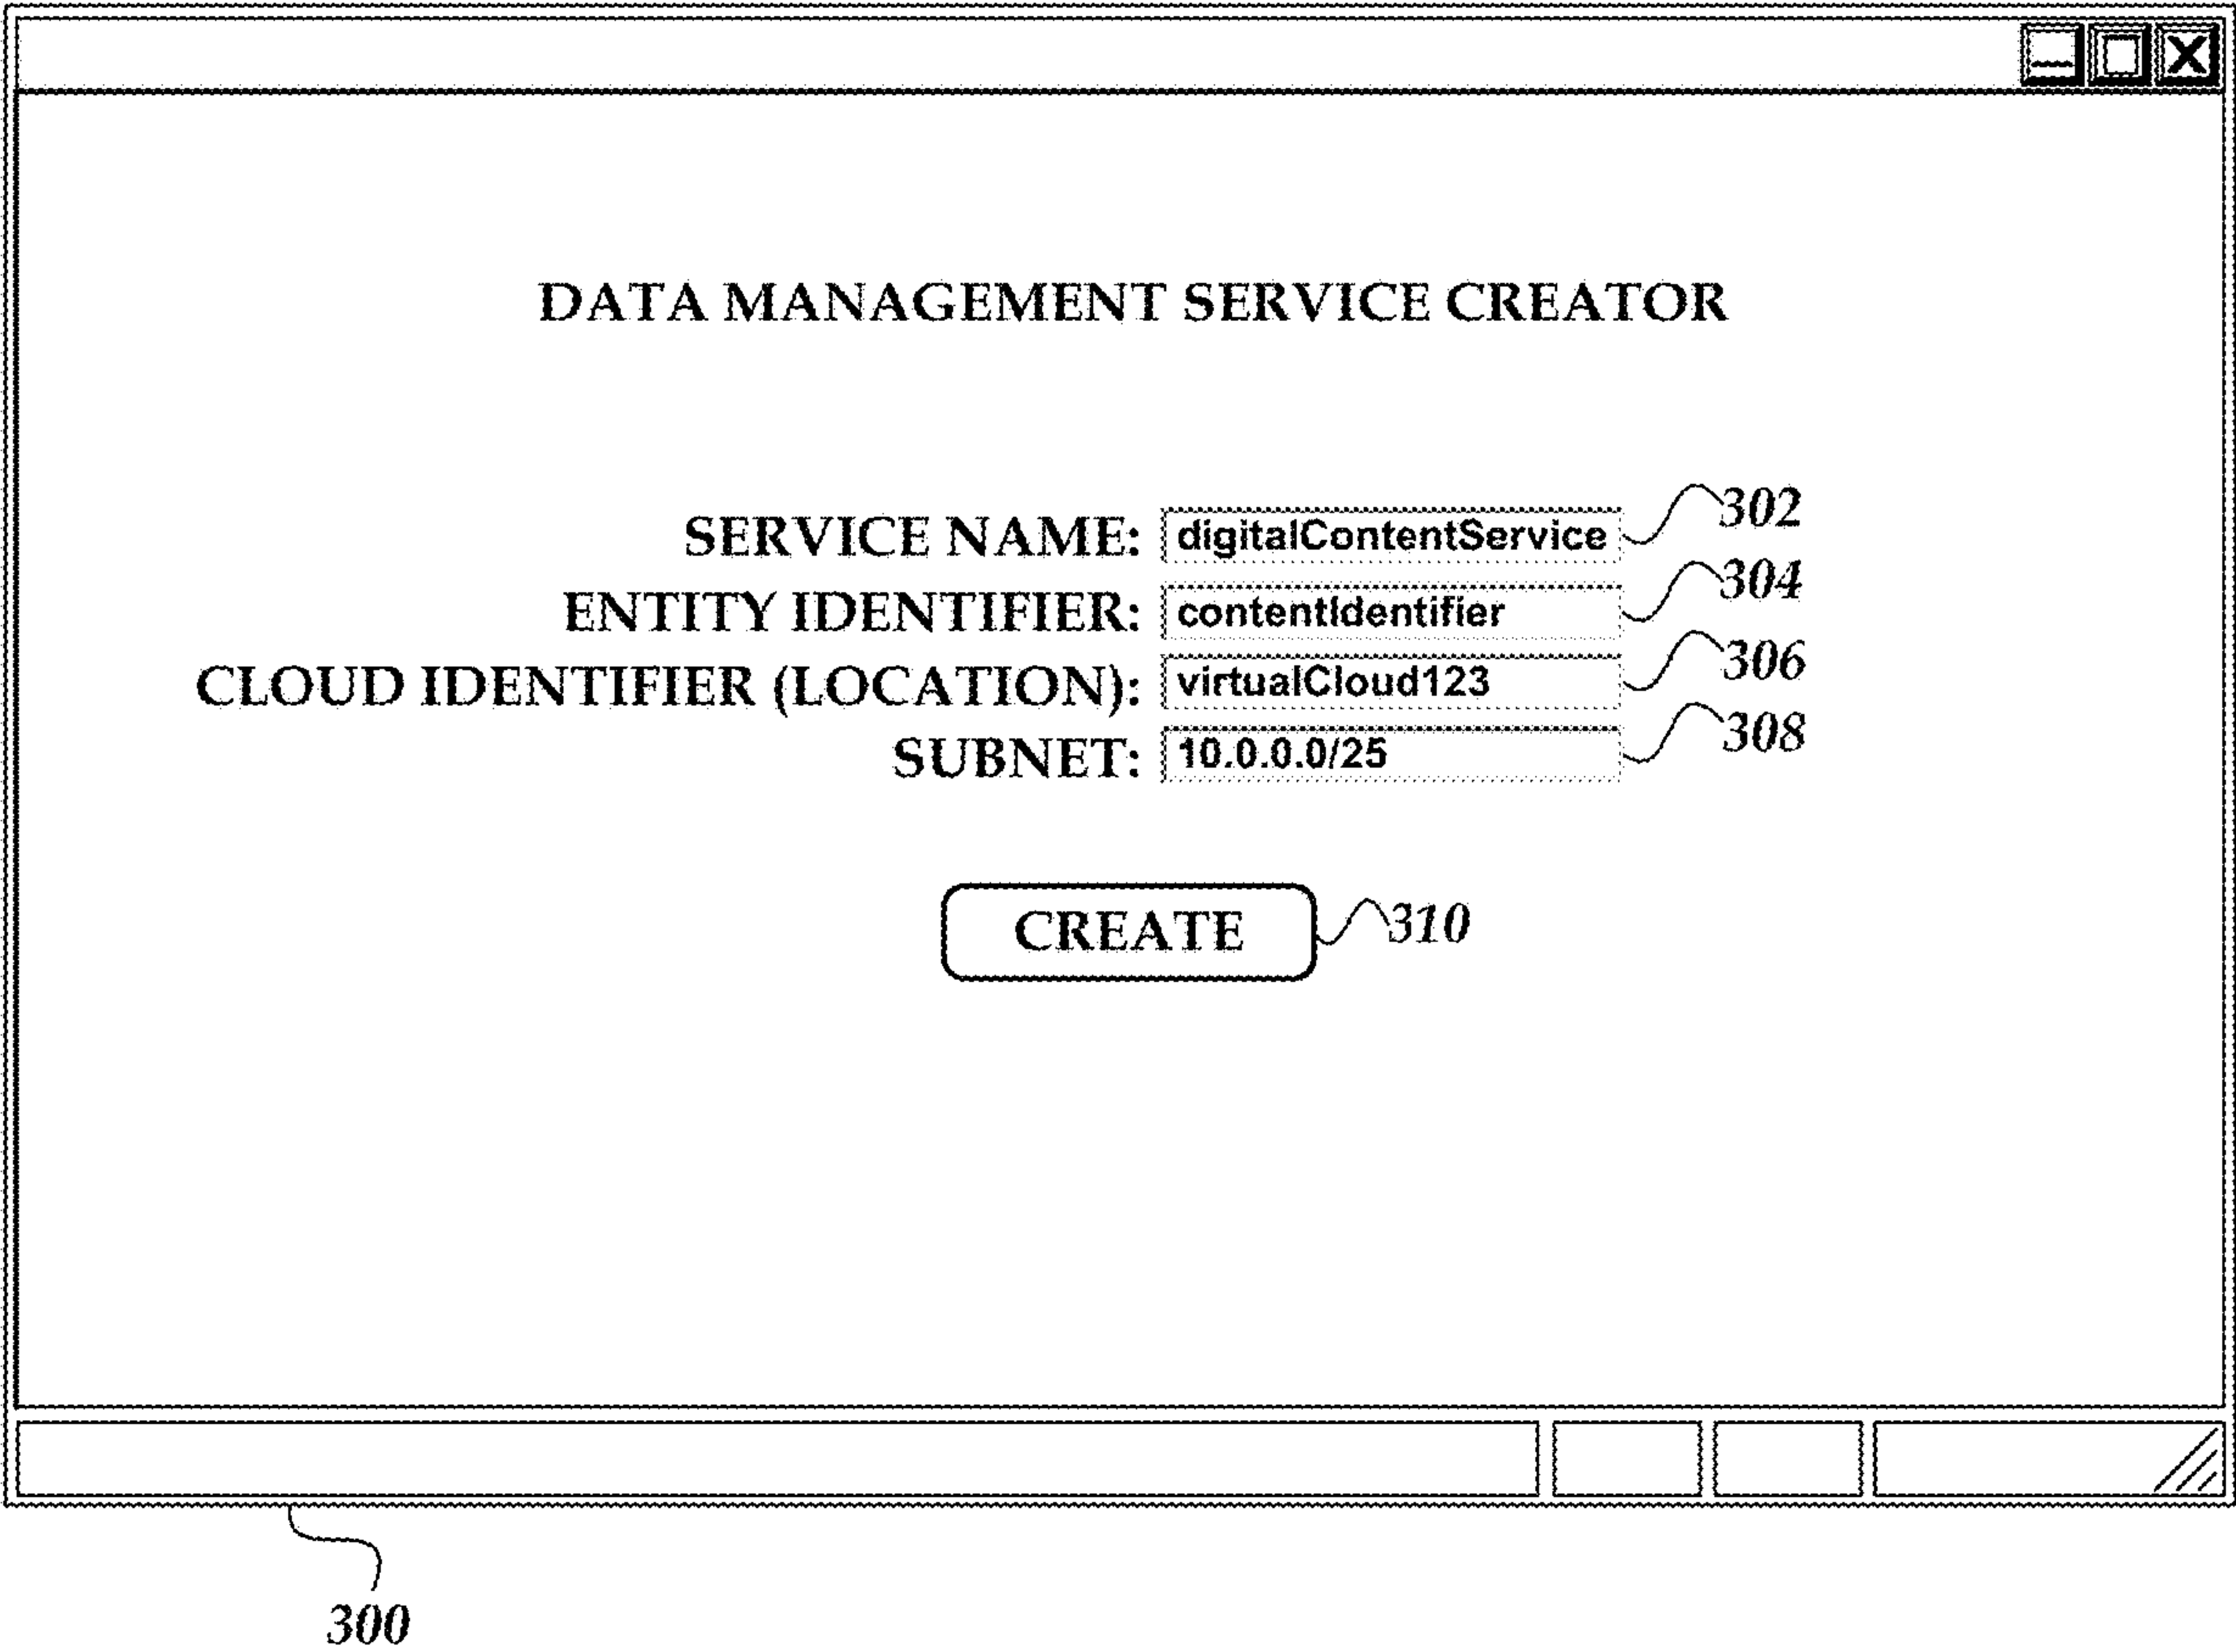 DATA MANAGEMENT SERVICE CREATOR
SERVICE NAME: digitalContentService 302
ENTITY IDENTIFIER: contentIdentifier 304
CLOUD IDENTIFIER (LOCATION): virtualCloud123 306
SUBNET: 10.0.0.0/25 308
CREATE 310
300